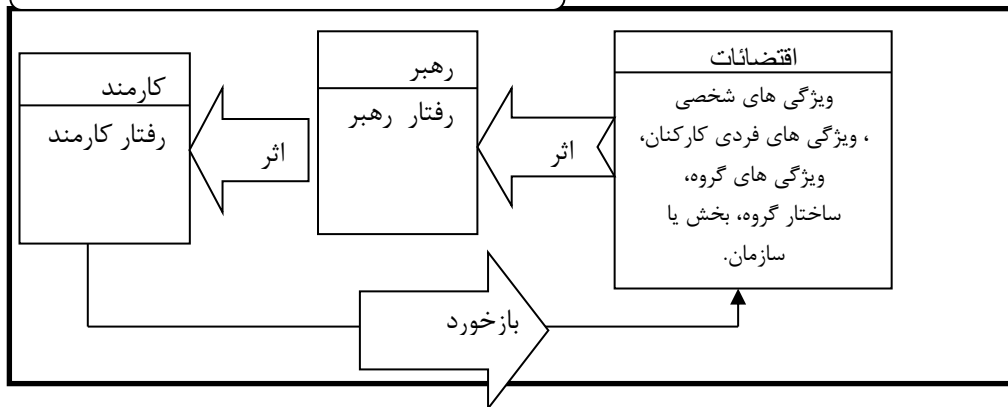 اقتضائات
ویژگی های شخصی
، ویژگی های فردی کارکنان،
ویژگی های گروه،
ساختار گروه، بخش یا
سازمان.
اثر
رهبر
رفتار رهبر
اثر
کارمند
رفتار کارمند
بازخورد